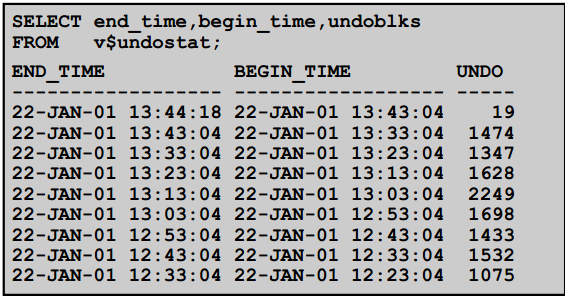 SELECT end_time,begin_time,undoblks
FROM   v$undostat;
END_TIME           BEGIN_TIME         UNDO
------------------ ------------------ -----
22-JAN-01 13:44:18 22-JAN-01 13:43:04    19
22-JAN-01 13:43:04 22-JAN-01 13:33:04  1474
22-JAN-01 13:33:04 22-JAN-01 13:23:04  1347
22-JAN-01 13:23:04 22-JAN-01 13:13:04  1628
22-JAN-01 13:13:04 22-JAN-01 13:03:04  2249
22-JAN-01 13:03:04 22-JAN-01 12:53:04  1698
22-JAN-01 12:53:04 22-JAN-01 12:43:04  1433
22-JAN-01 12:43:04 22-JAN-01 12:33:04  1532
22-JAN-01 12:33:04 22-JAN-01 12:23:04  1075